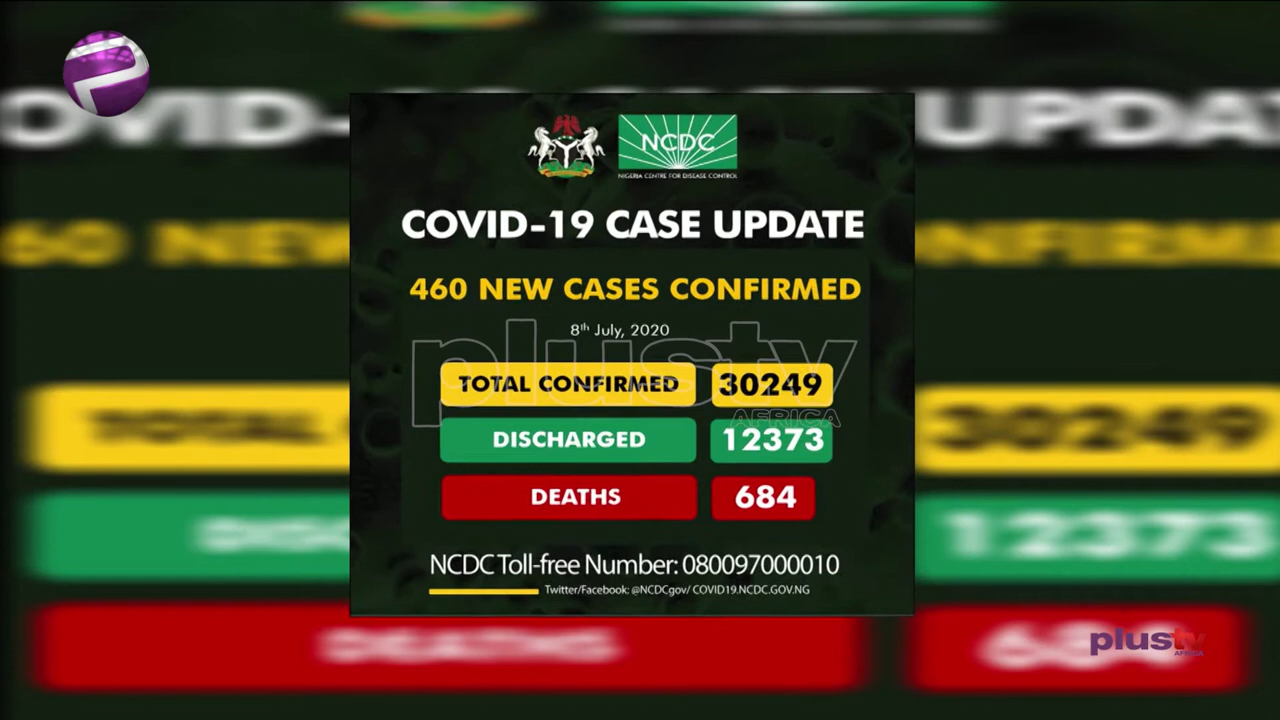 NCDC
NIGERIA CENTRE FOR DISEASE CONTROL
COVID-19 CASE UPDATE
460 NEW CASES CONFIRMED
8th July, 2020
plustv
AFRICA
TOTAL CONFIRMED 30249
DISCHARGED 12373
DEATHS 684
NCDC Toll-free Number: 080097000010
Twitter/Facebook: @NCDCgov/ COVID19.NCDC.GOV.NG
plustv
AFRICA